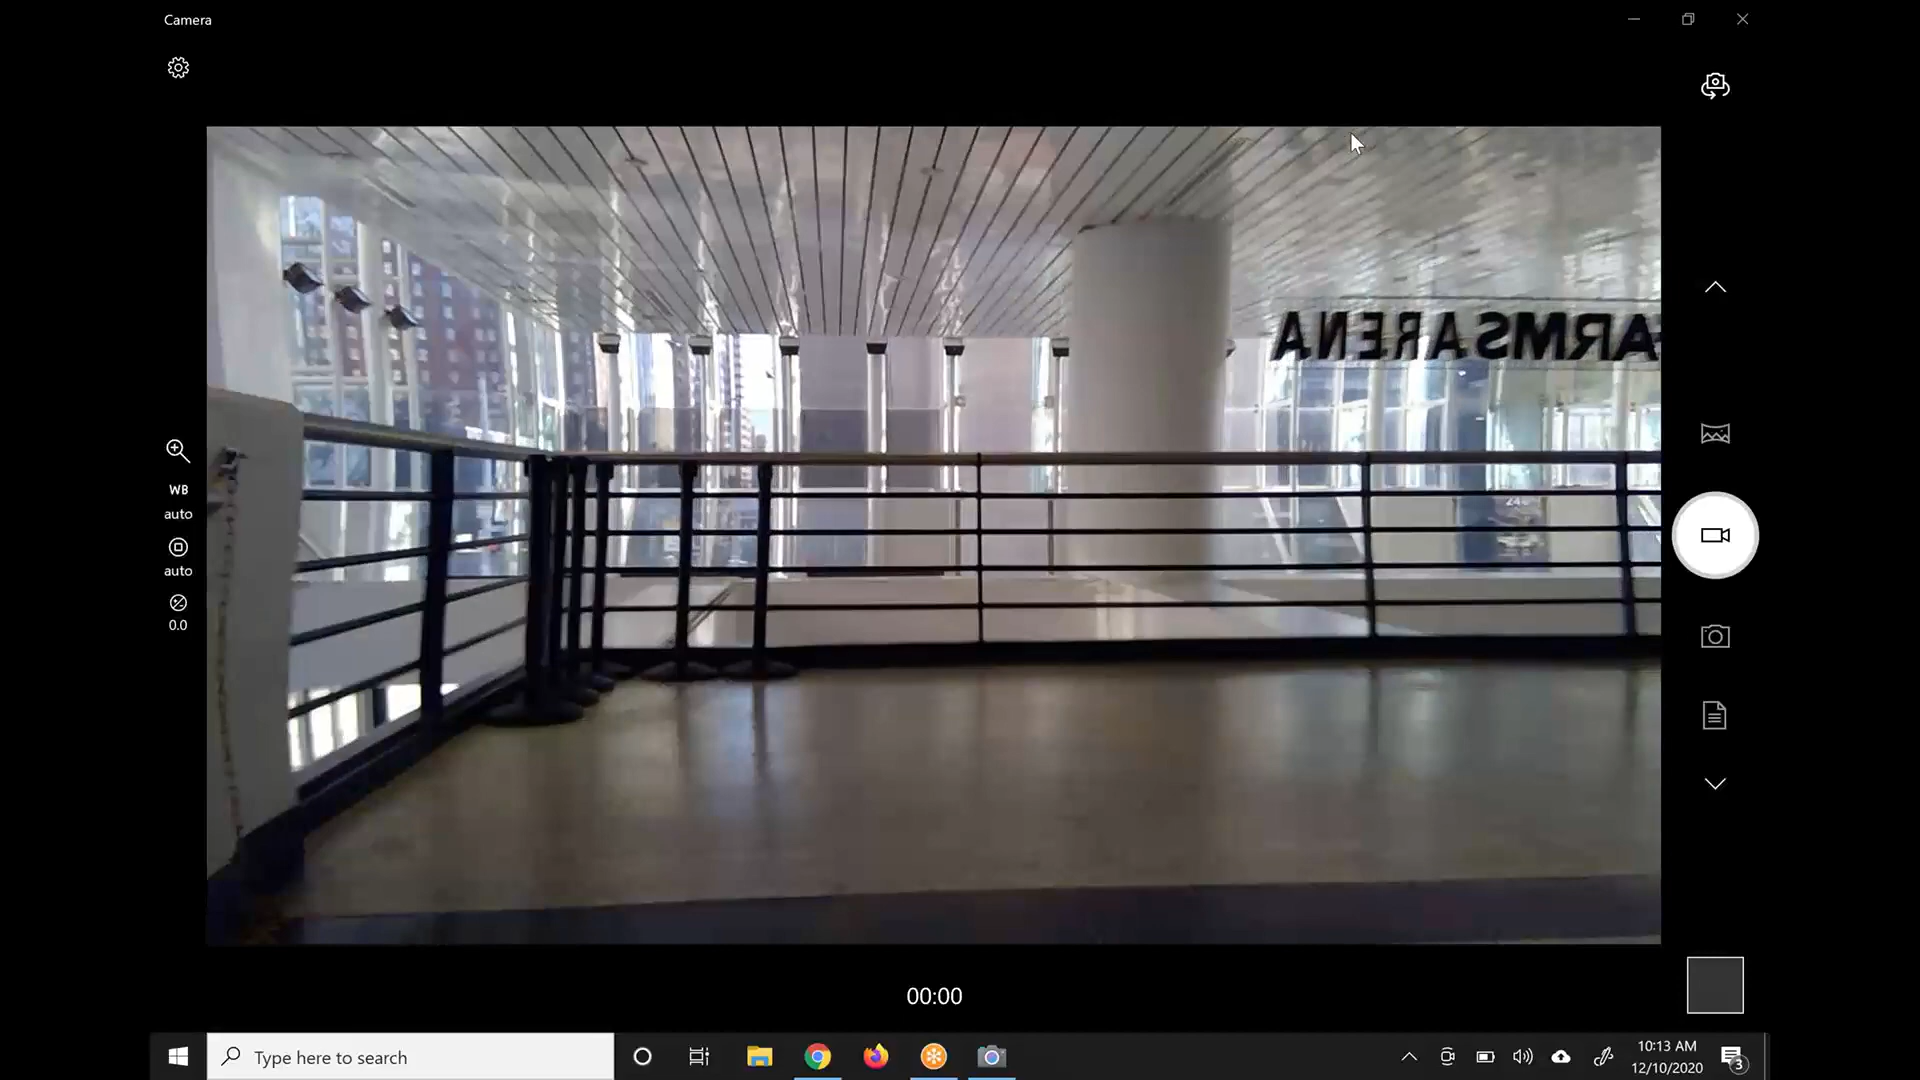 Camera
ARMSARENA
WB
auto
auto
0.0
00:00
Type here to search
10:13 AM
12/10/2020
3